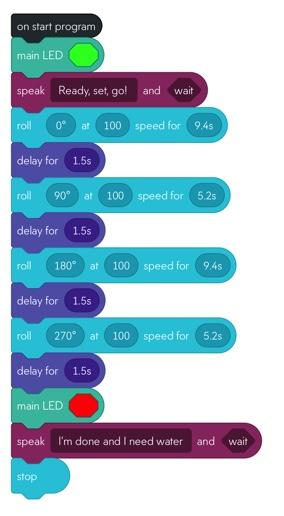 on start program
main LED
speak Ready, set, go! and wait
roll 0° at 100 speed for 9.4s
delay for 1.5s
roll 90° at 100 speed for 5.2s
delay for 1.5s
roll 180° at 100 speed for 9.4s
delay for 1.5s
roll 270° at 100 speed for 5.2s
delay for 1.5s
main LED
speak I'm done and I need water and wait
stop